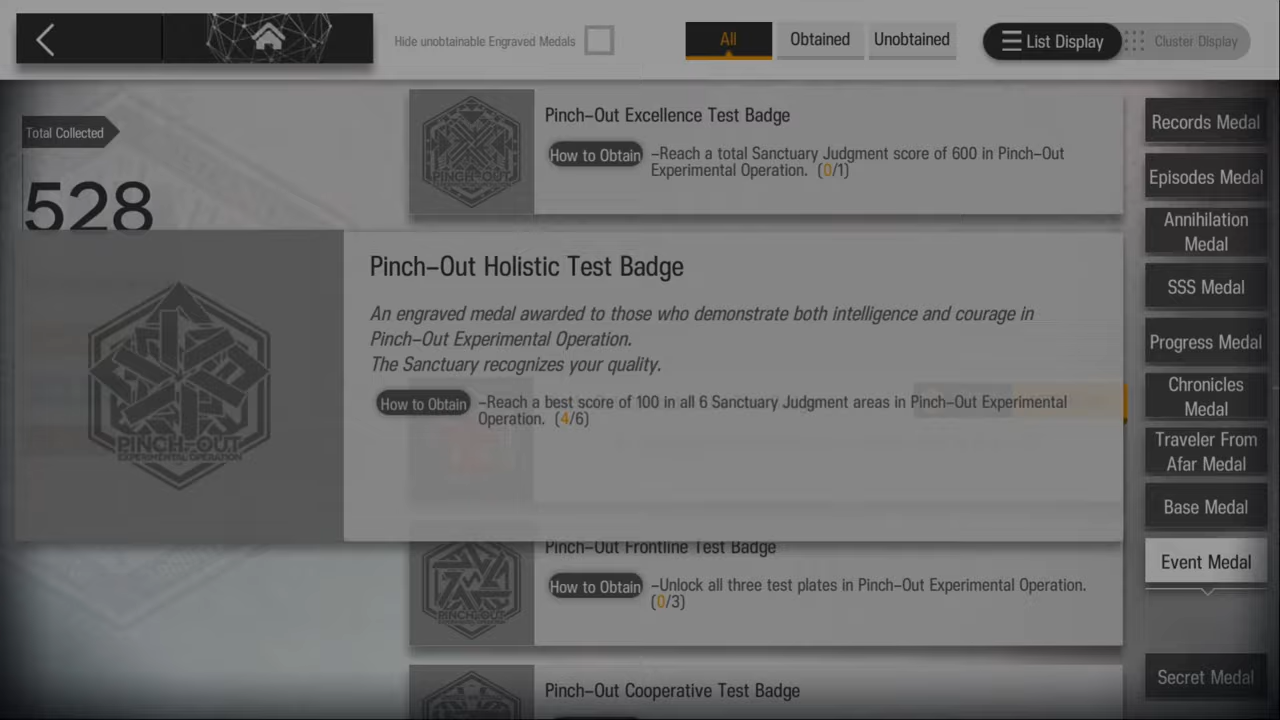 Hide unobtainable Engraved Medals
All
Obtained
Unobtained
List Display
Cluster Display
Total Collected
528
PINCH-OUT
Pinch-Out Excellence Test Badge
How to Obtain
-Reach a total Sanctuary Judgment score of 600 in Pinch-Out
Experimental Operation. (0/1)
PINCH-OUT
EXPERIMENTAL OPERATION
Pinch-Out Holistic Test Badge
An engraved medal awarded to those who demonstrate both intelligence and courage in
Pinch-Out Experimental Operation.
The Sanctuary recognizes your quality.
How to Obtain
-Reach a best score of 100 in all 6 Sanctuary Judgment areas in Pinch-Out Experimental
Operation. (4/6)
PINCH-OUT
Pinch-Out Frontline Test Badge
How to Obtain
-Unlock all three test plates in Pinch-Out Experimental Operation.
(0/3)
Pinch-Out Cooperative Test Badge
Records Medal
Episodes Medal
Annihilation
Medal
SSS Medal
Progress Medal
Chronicles
Medal
Traveler From
Afar Medal
Base Medal
Event Medal
Secret Medal